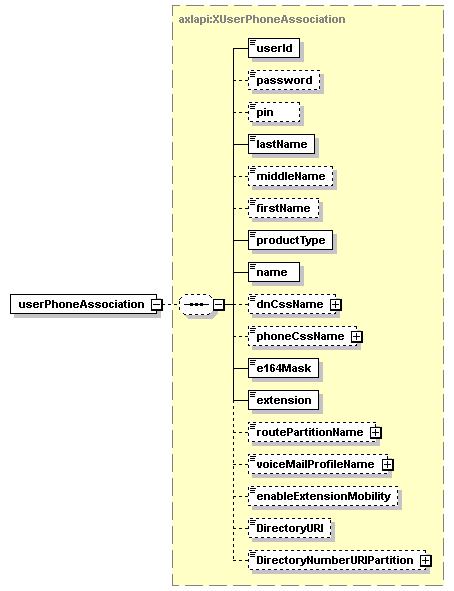 axlapi:XUserPhoneAssociation
userId
password
pin
lastName
middleName
firstName
productType
name
userPhoneAssociation
dnCssName
phoneCssName
e164Mask
extension
routePartitionName
voiceMailProfileName
enableExtensionMobility
DirectoryURI
DirectoryNumberURIPartition